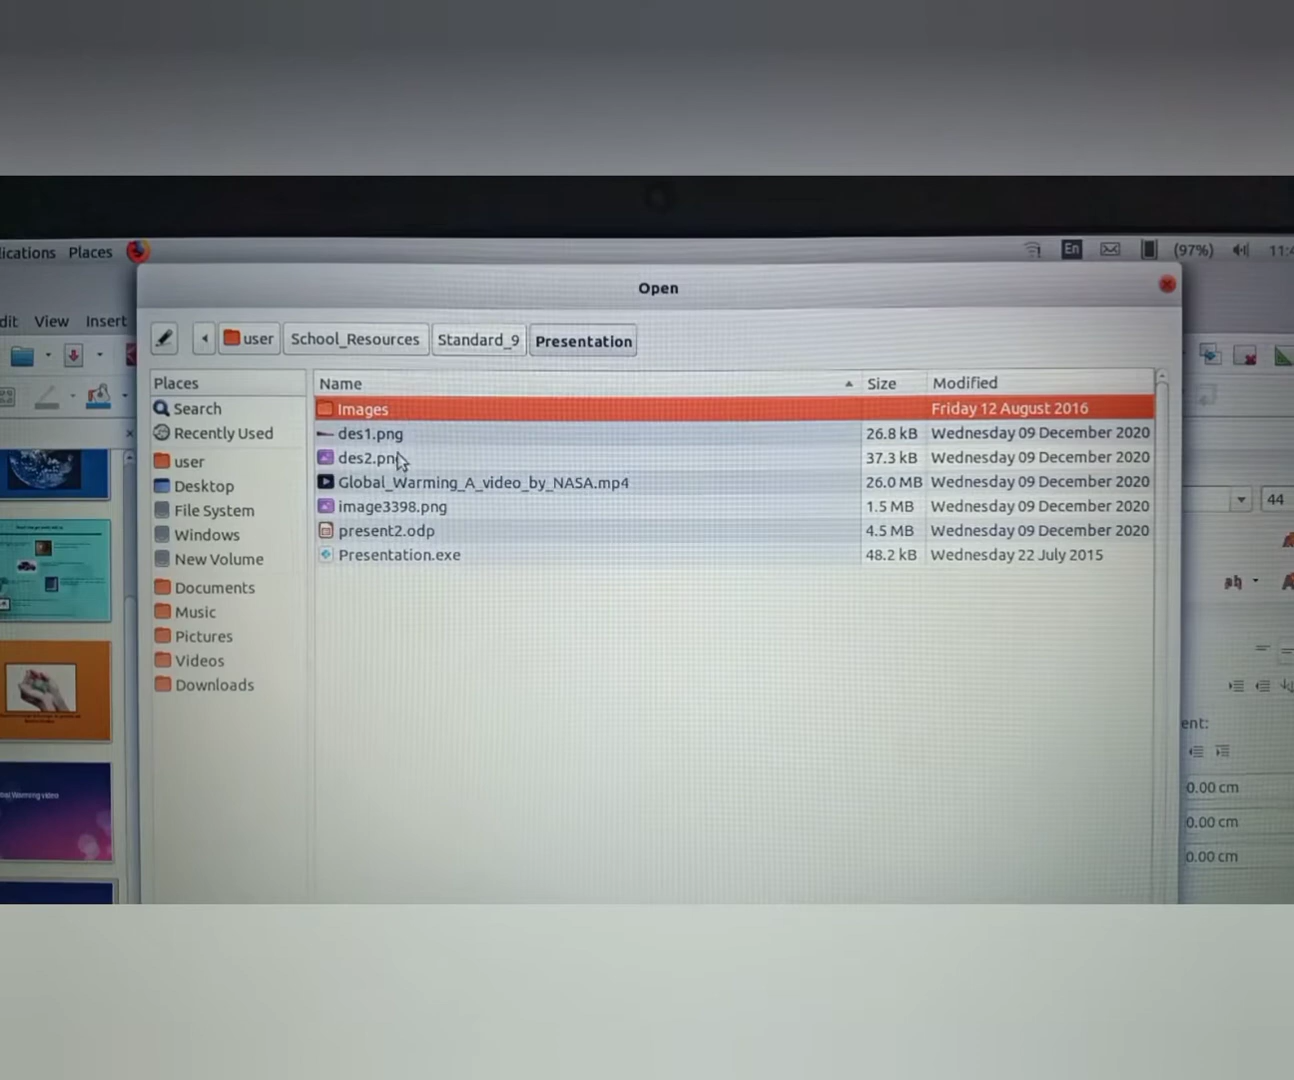 lications Places
En (97%) 11:4
Open
dit View Insert
user School_Resources Standard_9 Presentation
Places
Search
Recently Used
user
Desktop
File System
Windows
New Volume
Documents
Music
Pictures
Videos
Downloads
Name Size Modified
Images Friday 12 August 2016
des1.png 26.8 kB Wednesday 09 December 2020
des2.png 37.3 kB Wednesday 09 December 2020
Global_Warming_A_video_by_NASA.mp4 26.0 MB Wednesday 09 December 2020
image3398.png 1.5 MB Wednesday 09 December 2020
present2.odp 4.5 MB Wednesday 09 December 2020
Presentation.exe 48.2 kB Wednesday 22 July 2015
44
ab
ent:
0.00 cm
0.00 cm
0.00 cm
bal Warming video